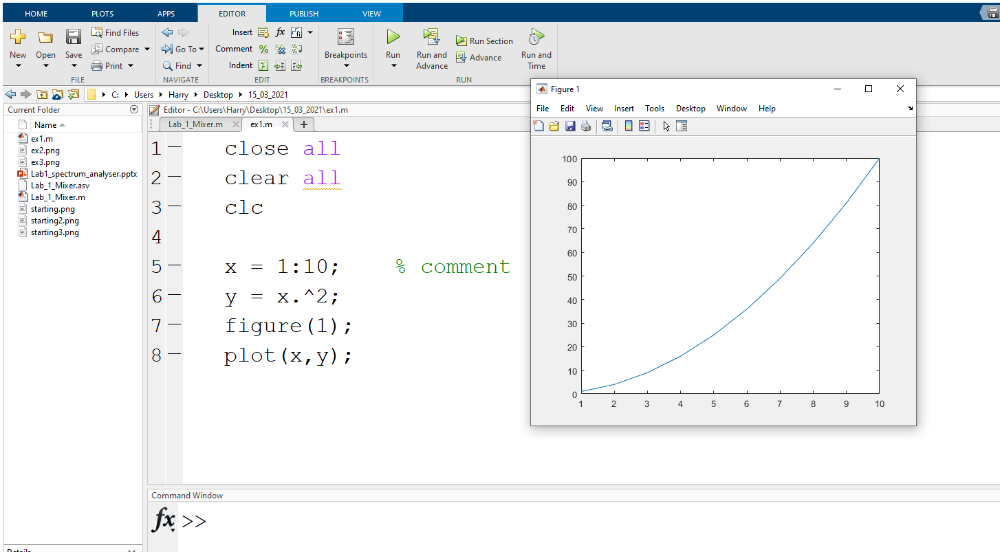 HOME PLOTS APPS EDITOR PUBLISH VIEW
New Open Save Find Files Compare Print
FILE
Go To Find
NAVIGATE
Insert fx
Comment
Indent
EDIT
Breakpoints
BREAKPOINTS
Run Run and Advance Run Section Advance Run and Time
RUN
C: Users Harry Desktop 15_03_2021
Current Folder
Name
ex1.m
ex2.png
ex3.png
Lab1_spectrum_analyser.pptx
Lab_1_Mixer.asv
Lab_1_Mixer.m
starting.png
starting2.png
starting3.png
Editor - C:\Users\Harry\Desktop\15_03_2021\ex1.m
Lab_1_Mixer.m ex1.m +
1 close all
2 clear all
3 clc
4
5 x = 1:10; % comment
6 y = x.^2;
7 figure(1);
8 plot(x,y);
Figure 1
File Edit View Insert Tools Desktop Window Help
100
90
80
70
60
50
40
30
20
10
0
1 2 3 4 5 6 7 8 9 10
Command Window
fx >>
Details